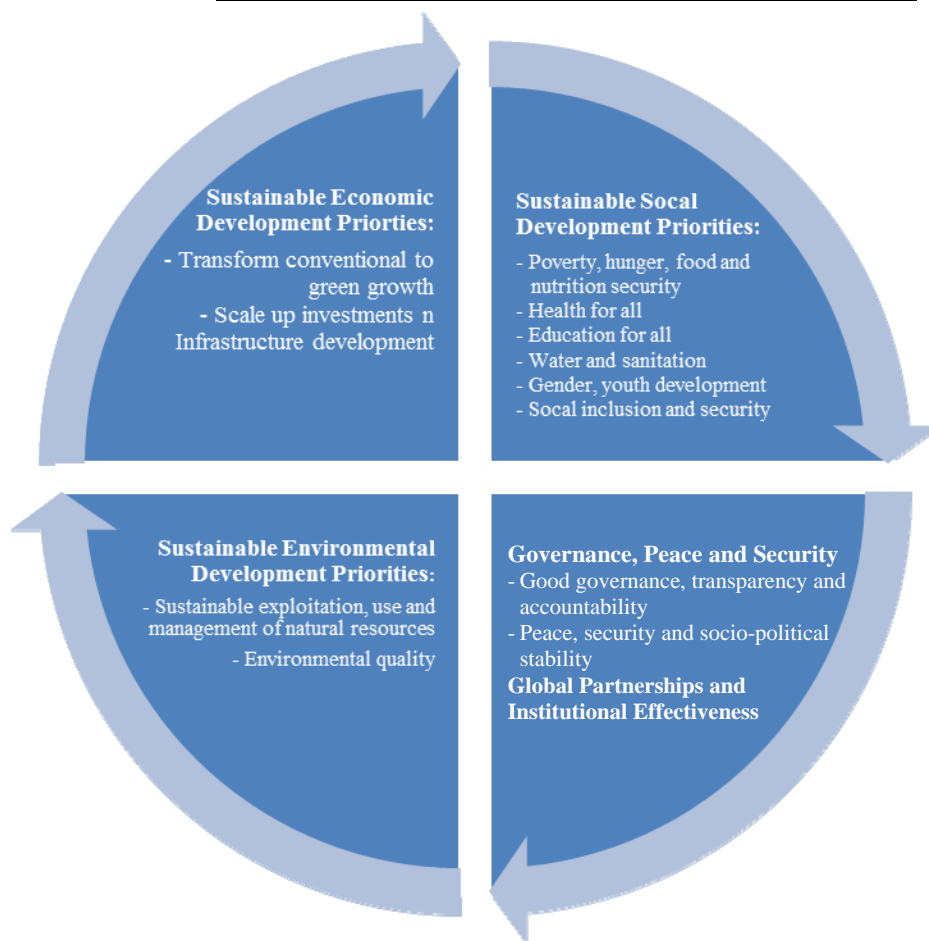 Sustainable Economic
Development Priorties:
- Transform conventional to
green growth
- Scale up investments n
Infrastructure development
Sustainable Socal
Development Priorities:
- Poverty, hunger, food and
nutrition security
- Health for all
- Education for all
- Water and sanitation
- Gender, youth development
- Socal inclusion and security
Sustainable Environmental
Development Priorities:
- Sustainable exploitation, use and
management of natural resources
- Environmental quality
Governance, Peace and Security
- Good governance, transparency and
accountability
- Peace, security and socio-political
stability
Global Partnerships and
Institutional Effectiveness